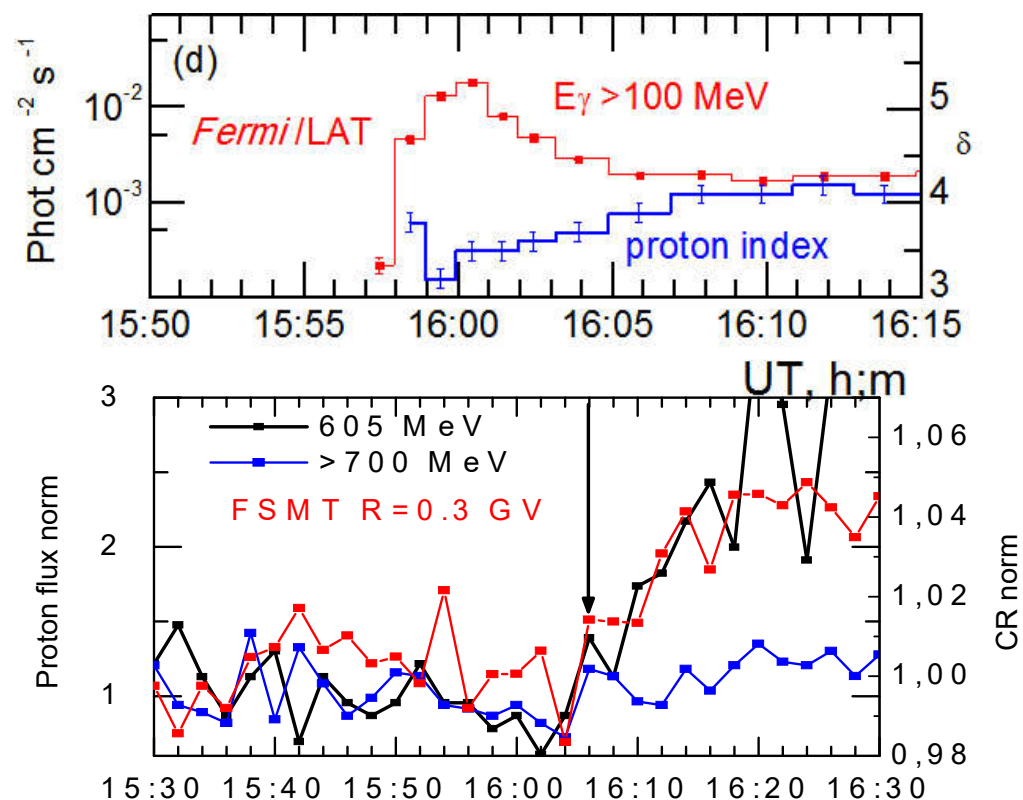 (d)
Phot cm⁻² s⁻¹
10⁻²
10⁻³
Fermi/LAT
Eγ >100 MeV
proton index
5
δ
4
3
15:50 15:55 16:00 16:05 16:10 16:15
UT, h;m
Proton flux norm
3
2
1
605 MeV
>700 MeV
FSMT R=0.3 GV
1,06
1,04
1,02
1,00
0,98
CR norm
15:30 15:40 15:50 16:00 16:10 16:20 16:30